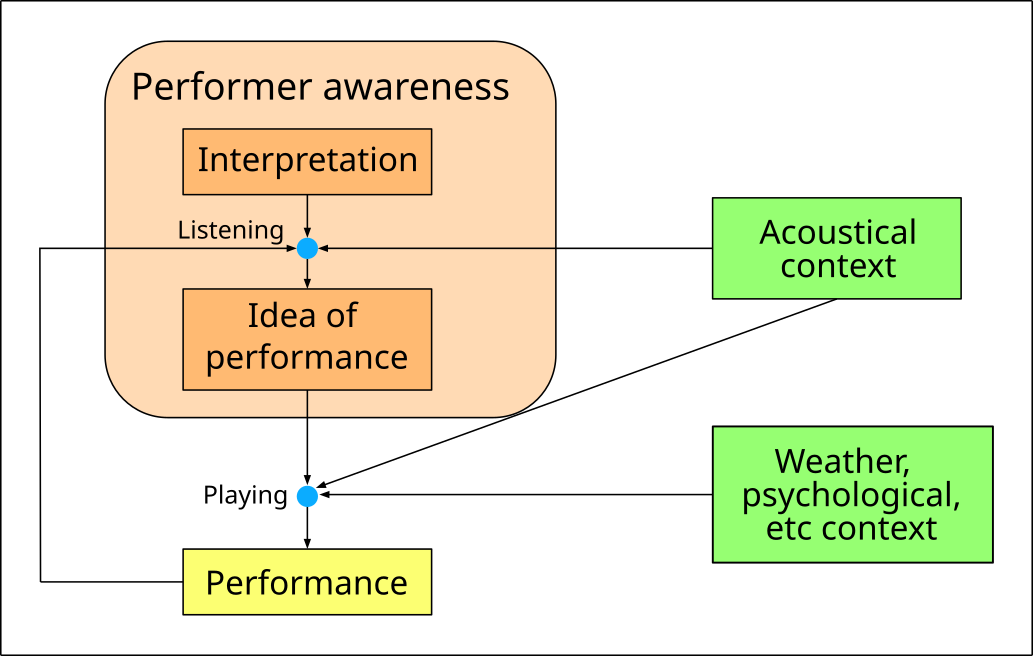 Performer awareness
Interpretation
Listening
Acoustical
context
Idea of
performance
Weather,
psychological,
etc context
Playing
Performance